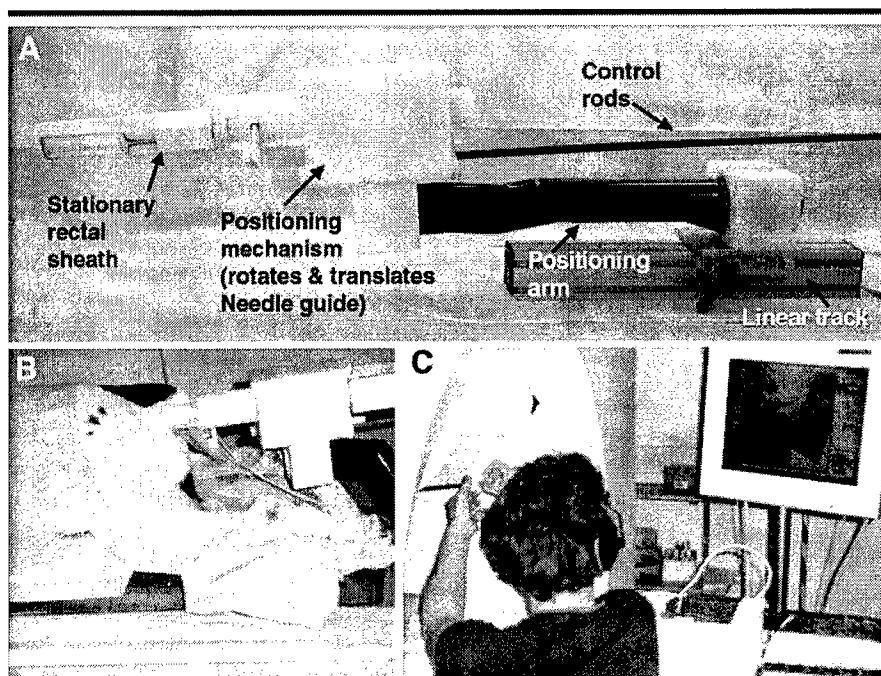 A
Control
rods
Stationary
rectal
sheath
Positioning
mechanism
(rotates & translates
Needle guide)
Positioning
arm
Linear track
B
C